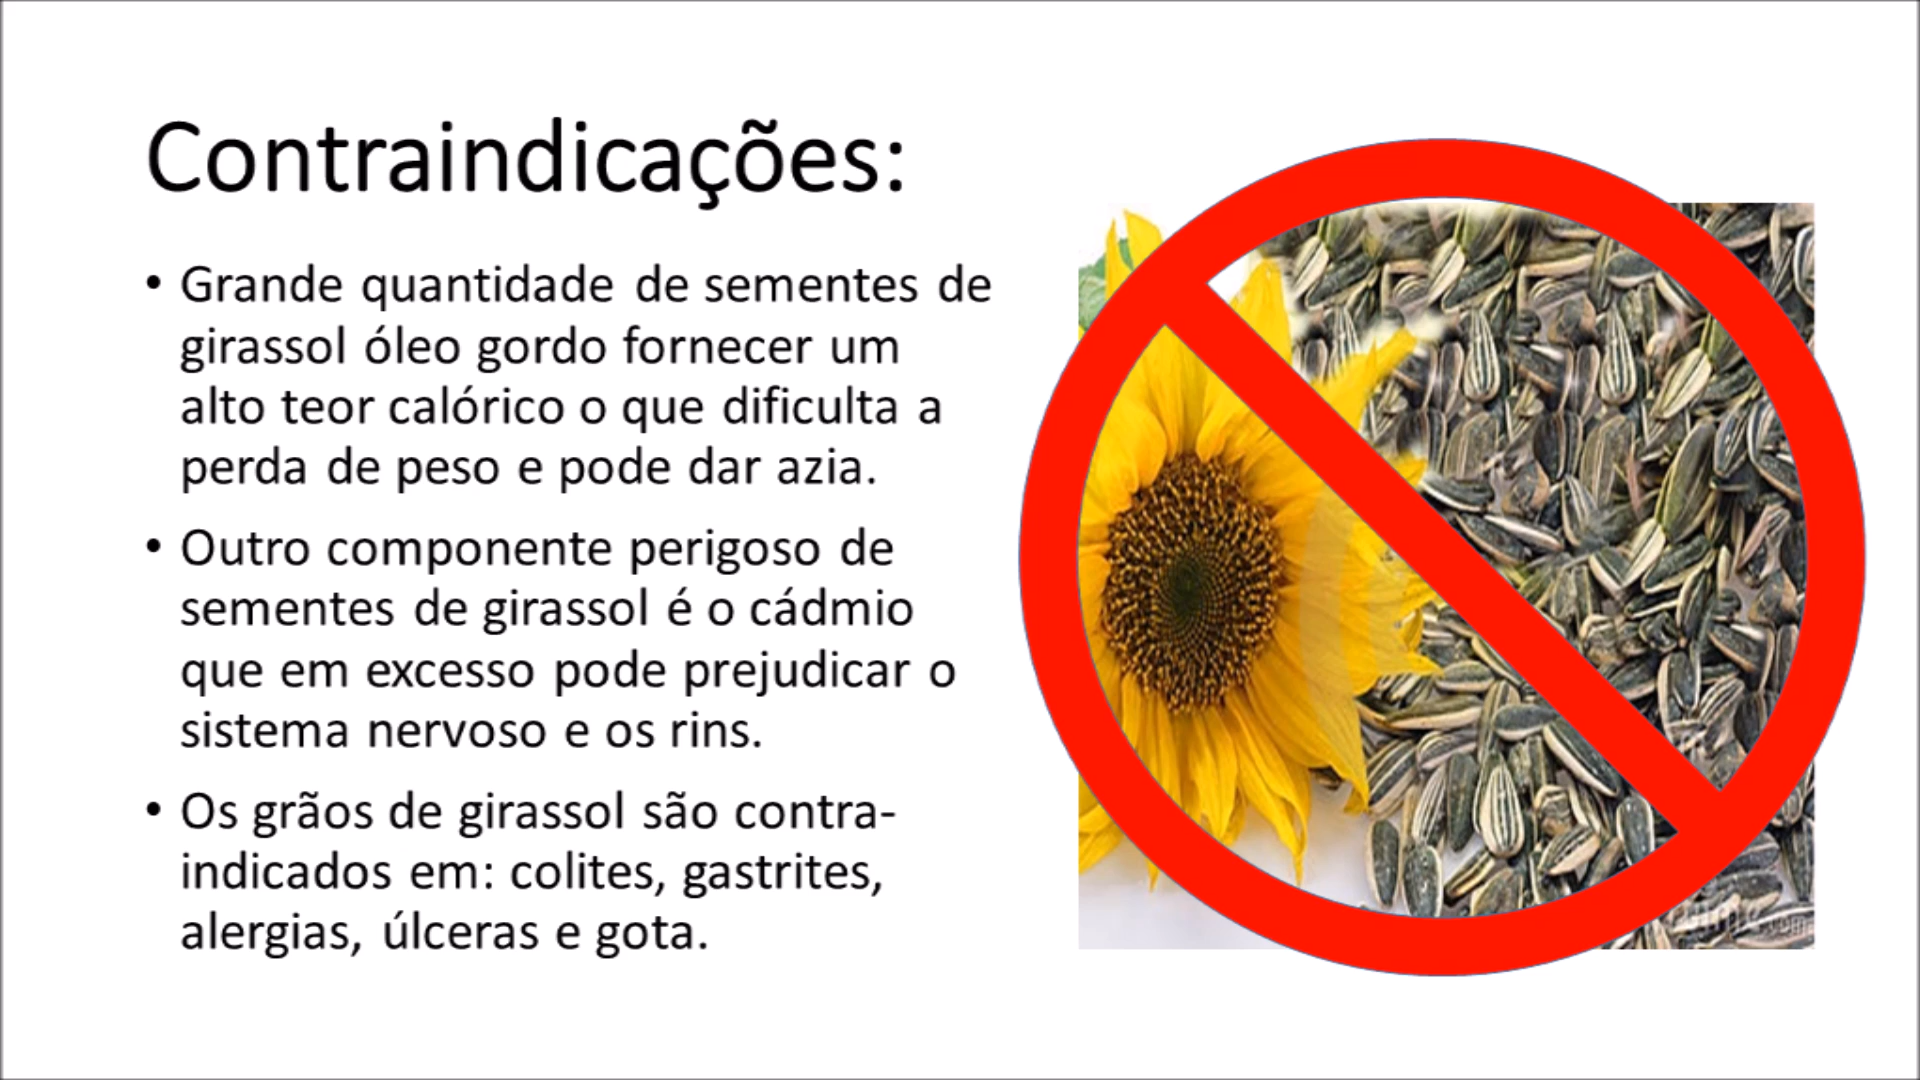 Contraindicações:
• Grande quantidade de sementes de
girassol óleo gordo fornecer um
alto teor calórico o que dificulta a
perda de peso e pode dar azia.
• Outro componente perigoso de
sementes de girassol é o cádmio
que em excesso pode prejudicar o
sistema nervoso e os rins.
• Os grãos de girassol são contra-
indicados em: colites, gastrites,
alergias, úlceras e gota.